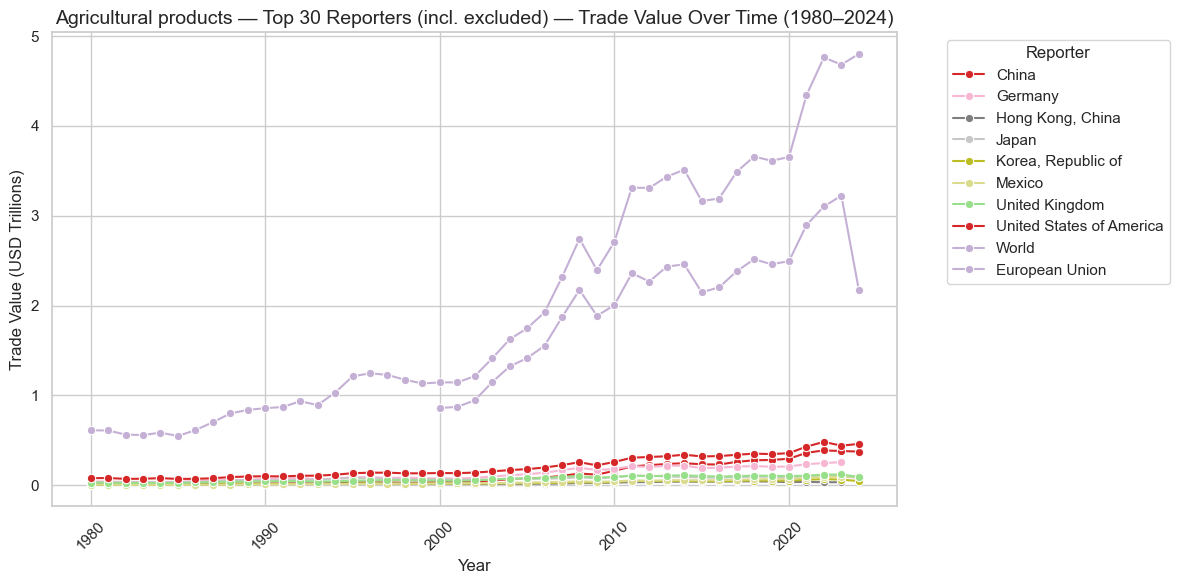 Agricultural products — Top 30 Reporters (incl. excluded) — Trade Value Over Time (1980–2024)
Trade Value (USD Trillions)
5
4
3
2
1
0
1980
1990
2000
2010
2020
Year
Reporter
China
Germany
Hong Kong, China
Japan
Korea, Republic of
Mexico
United Kingdom
United States of America
World
European Union